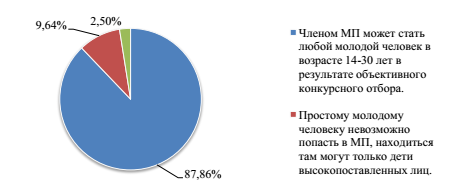 2,50%
9,64%
87,86%
Членом МП может стать
любой молодой человек в
возрасте 14-30 лет в
результате объективного
конкурсного отбора.
Простому молодому
человеку невозможно
попасть в МП, находиться
там могут только дети
высокопоставленных лиц.